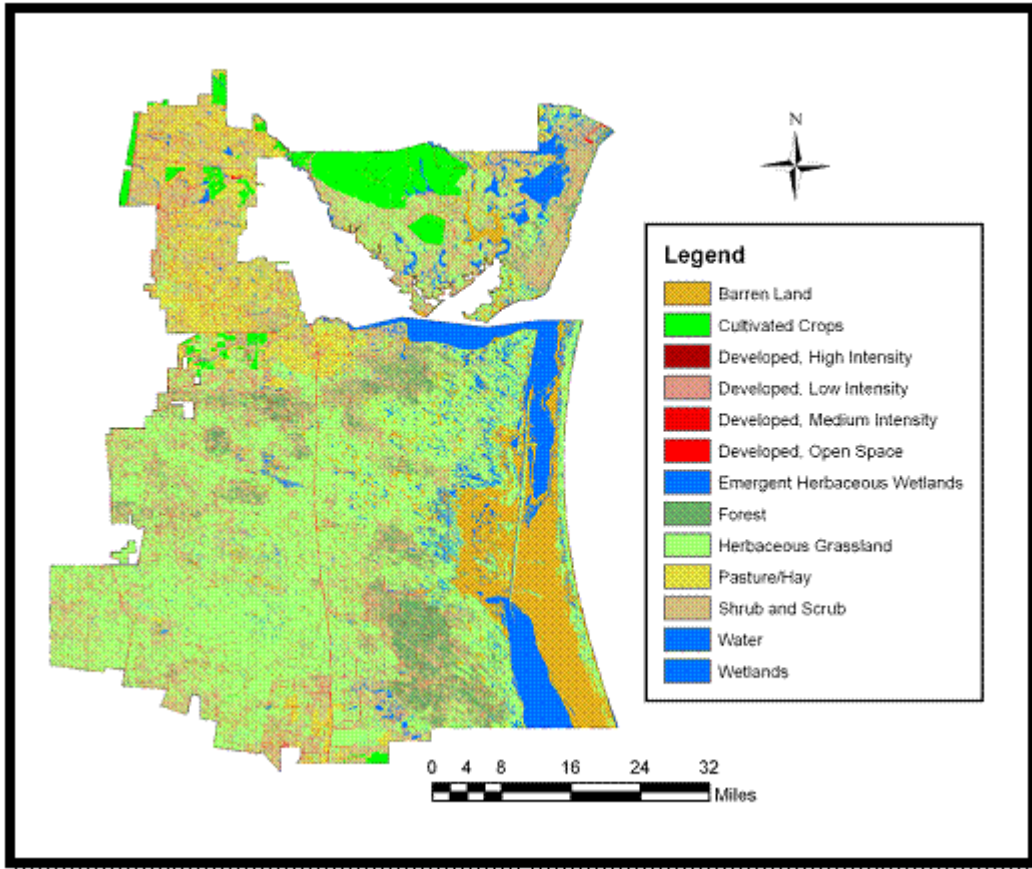 N
Legend
Barren Land
Cultivated Crops
Developed, High Intensity
Developed, Low Intensity
Developed, Medium Intensity
Developed, Open Space
Emergent Herbaceous Wetlands
Forest
Herbaceous Grassland
Pasture/Hay
Shrub and Scrub
Water
Wetlands
0 4 8 16 24 32
Miles